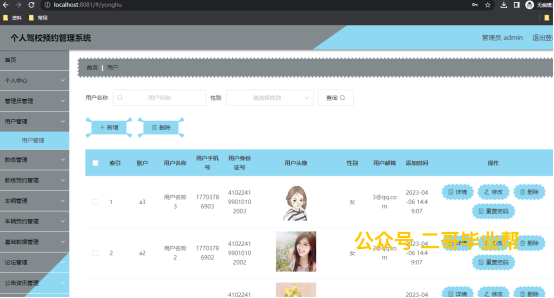 localhost:8081/#/yonghu
资料 常用
个人驾校预约管理系统
管理员 admin 退出登
首页
个人中心
管理员管理
用户管理
用户管理
教练管理
教练预约管理
车辆管理
车辆预约管理
基础数据管理
论坛管理
公告资讯管理
首页 用户
用户名称 用户名称 性别 请选择性别 查询
+ 新增 删除
索引 账户 用户名称 用户手机号 用户身份证号 用户头像 性别 用户邮箱 添加时间 操作
1 a3 用户姓名3 17703786903 410224199010102003 女 3@qq.com 2023-04-06 14:49:07 详情 修改 删除 重置密码
2 a2 用户姓名2 17703786902 410224199010102002 女 2023-04-06 14:49:07 重置密码
公众号 二哥毕业帮
41022419 2023-04 详情 修改 删除